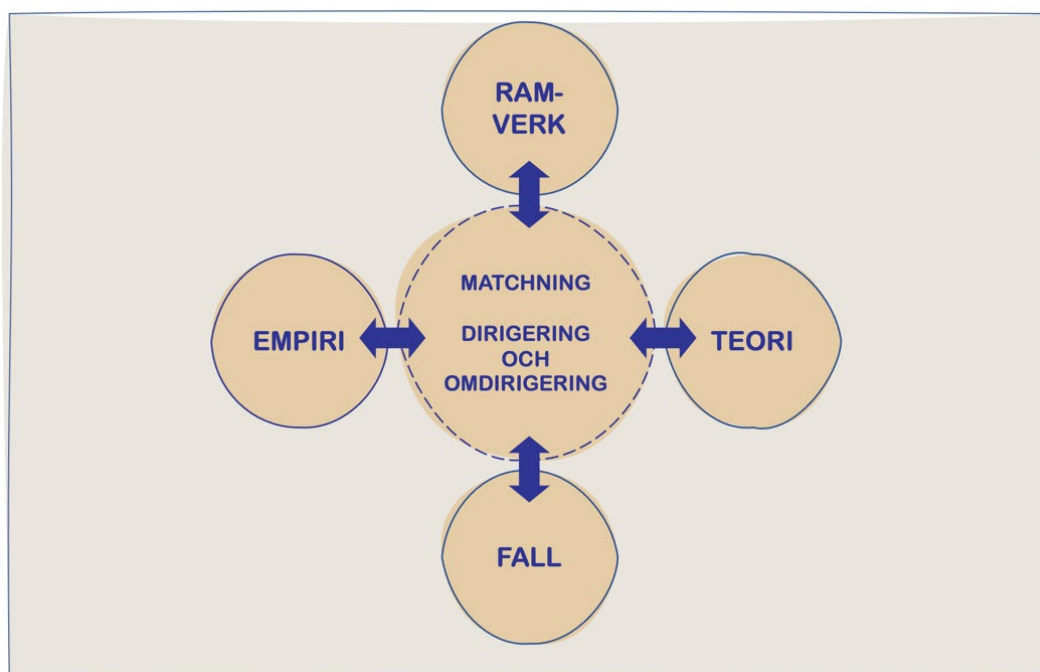 RAM-
VERK
MATCHNING
DIRIGERING
OCH
OMDIRIGERING
EMPIRI
TEORI
FALL